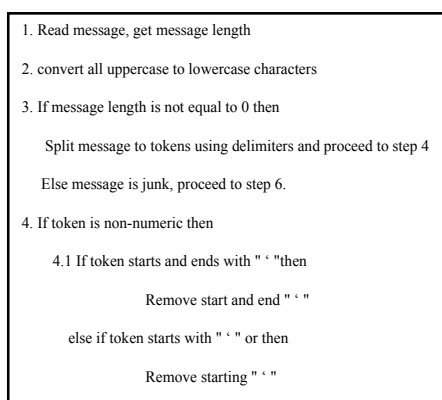 1. Read message, get message length
2. convert all uppercase to lowercase characters
3. If message length is not equal to 0 then
Split message to tokens using delimiters and proceed to step 4
Else message is junk, proceed to step 6.
4. If token is non-numeric then
4.1 If token starts and ends with " ‘ "then
Remove start and end " ‘ "
else if token starts with " ‘ " or then
Remove starting " ‘ "